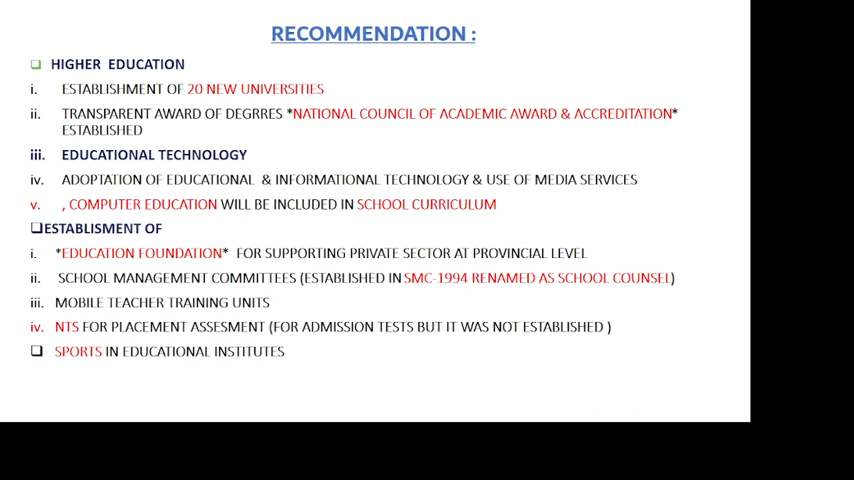 RECOMMENDATION :
❑ HIGHER EDUCATION
i. ESTABLISHMENT OF 20 NEW UNIVERSITIES
ii. TRANSPARENT AWARD OF DEGRRES *NATIONAL COUNCIL OF ACADEMIC AWARD & ACCREDITATION*
ESTABLISHED
iii. EDUCATIONAL TECHNOLOGY
iv. ADOPTATION OF EDUCATIONAL & INFORMATIONAL TECHNOLOGY & USE OF MEDIA SERVICES
v. , COMPUTER EDUCATION WILL BE INCLUDED IN SCHOOL CURRICULUM
❑ESTABLISMENT OF
i. *EDUCATION FOUNDATION* FOR SUPPORTING PRIVATE SECTOR AT PROVINCIAL LEVEL
ii. SCHOOL MANAGEMENT COMMITTEES (ESTABLISHED IN SMC-1994 RENAMED AS SCHOOL COUNSEL)
iii. MOBILE TEACHER TRAINING UNITS
iv. NTS FOR PLACEMENT ASSESMENT (FOR ADMISSION TESTS BUT IT WAS NOT ESTABLISHED )
❑ SPORTS IN EDUCATIONAL INSTITUTES